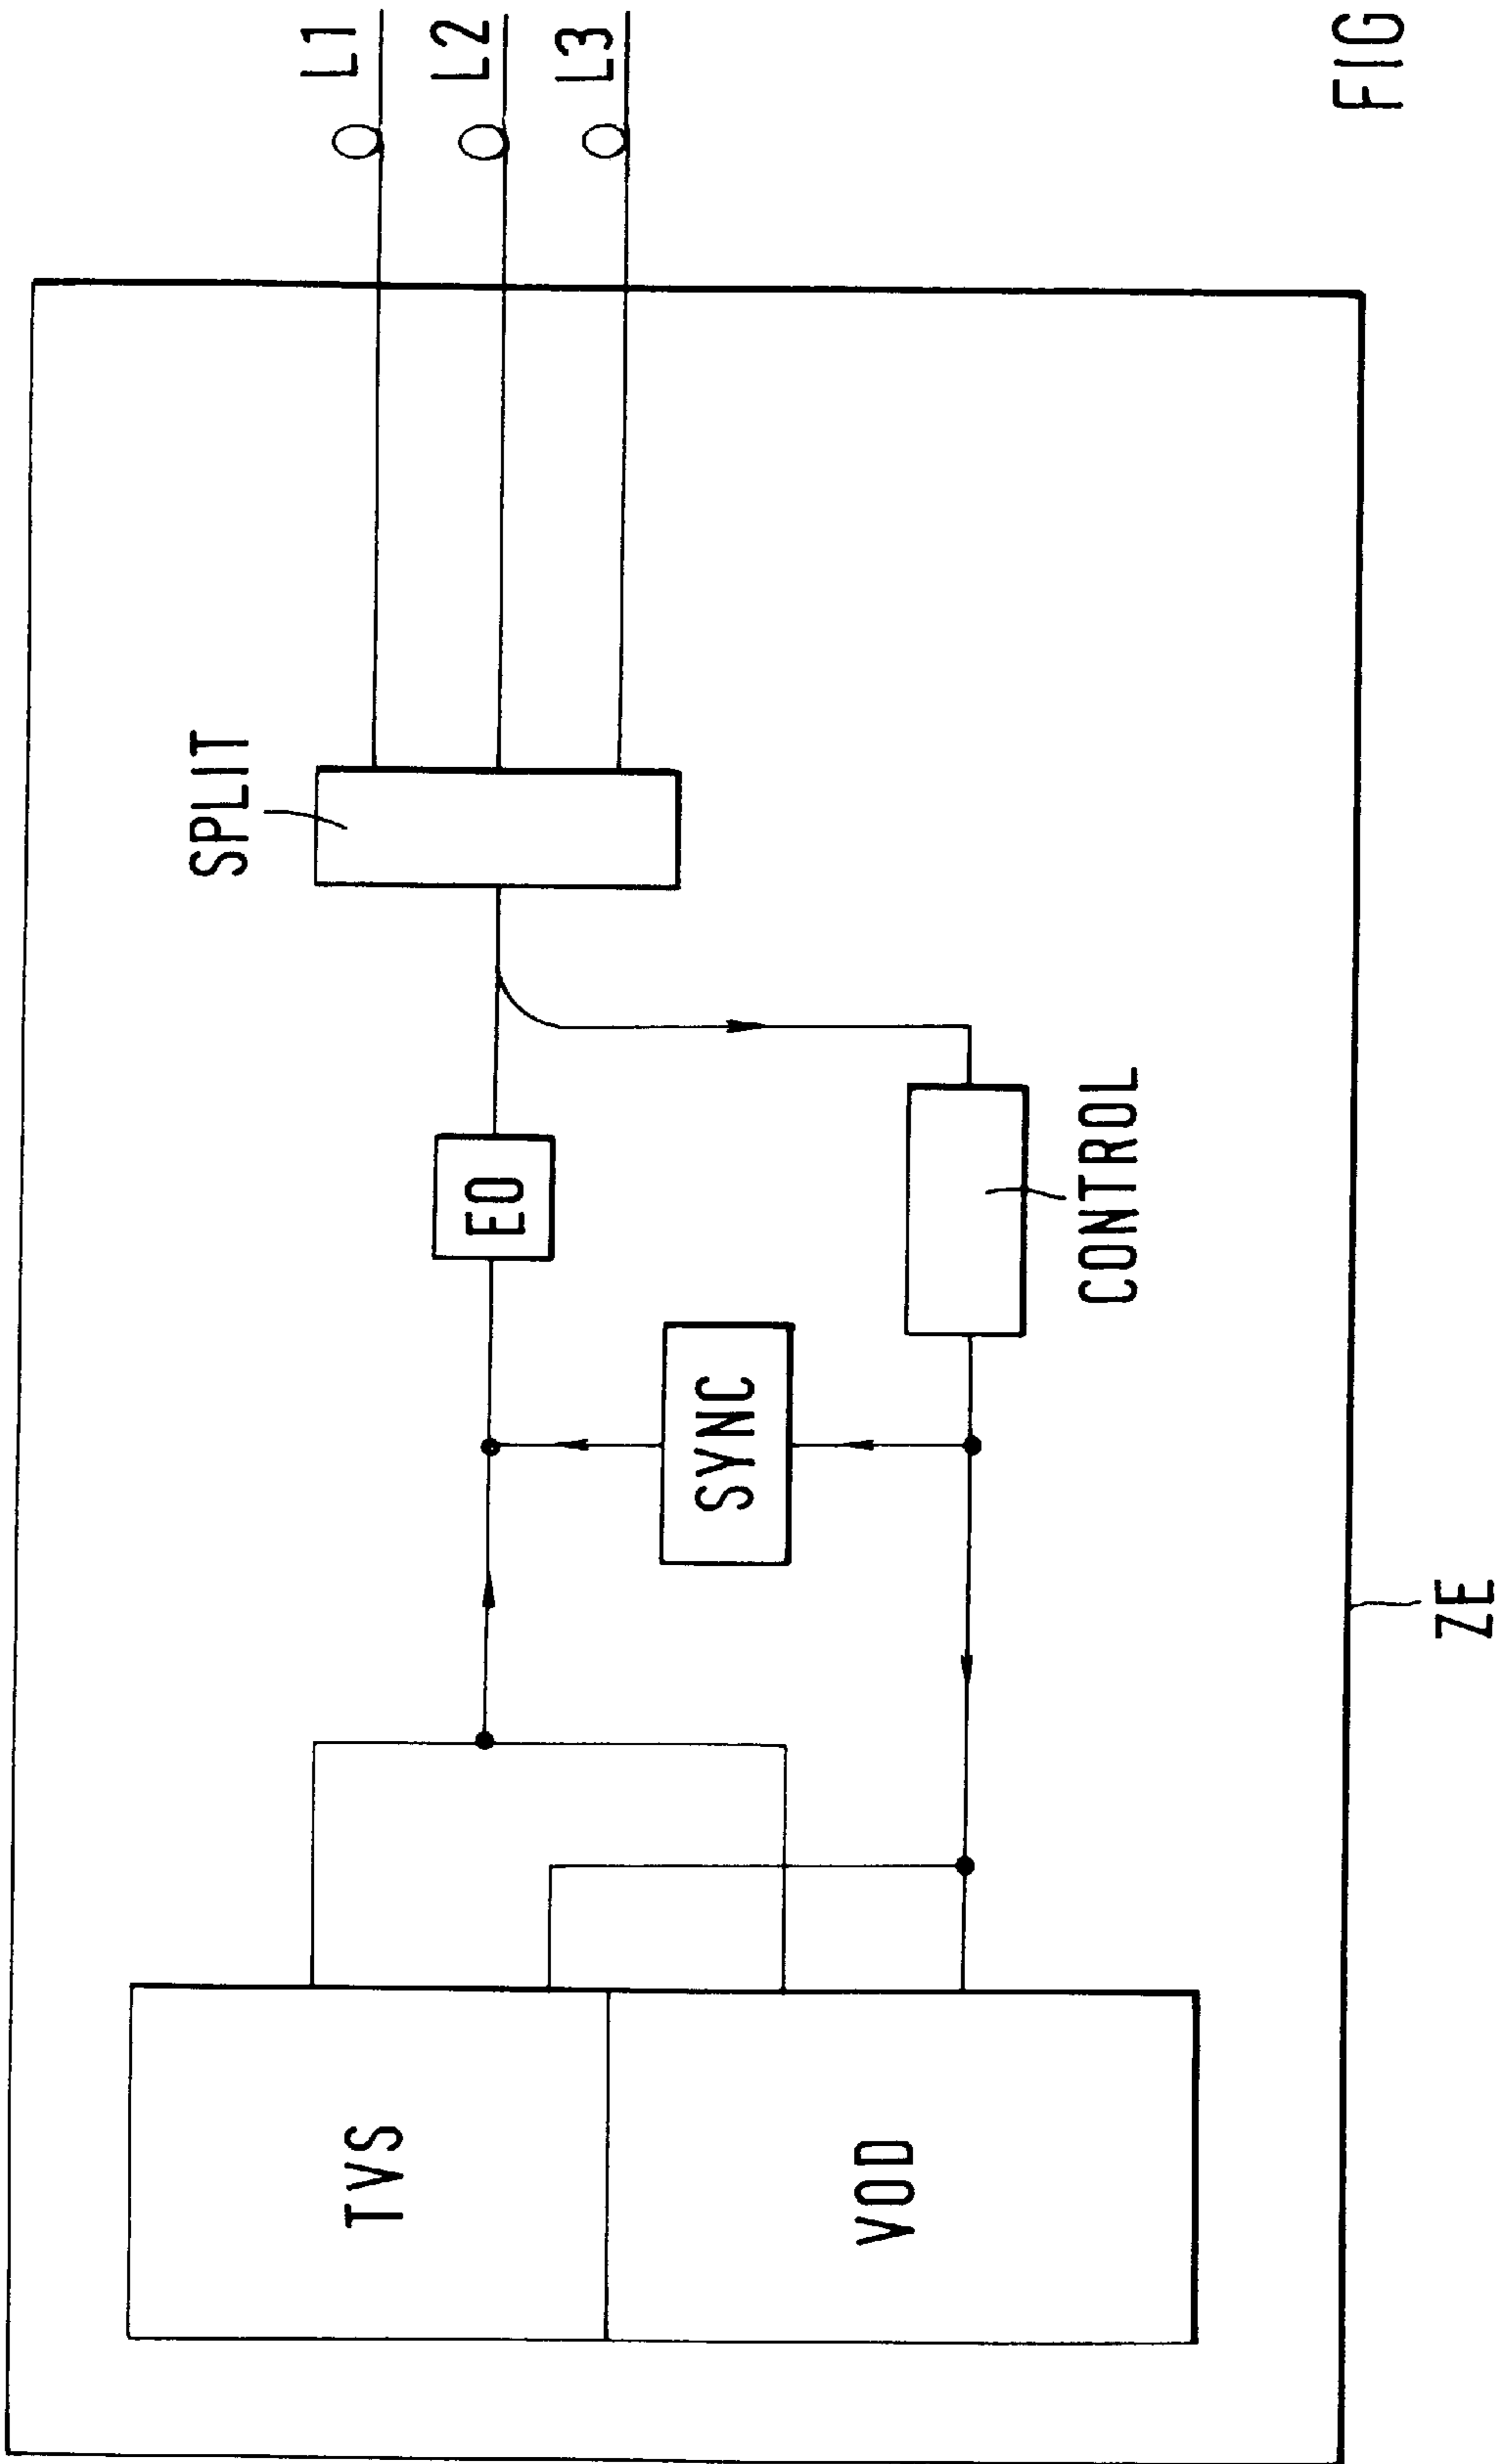 L1
L2
L3
SPLIT
EO
SYNC
CONTROL
TVS
VOD
ZE
FIG